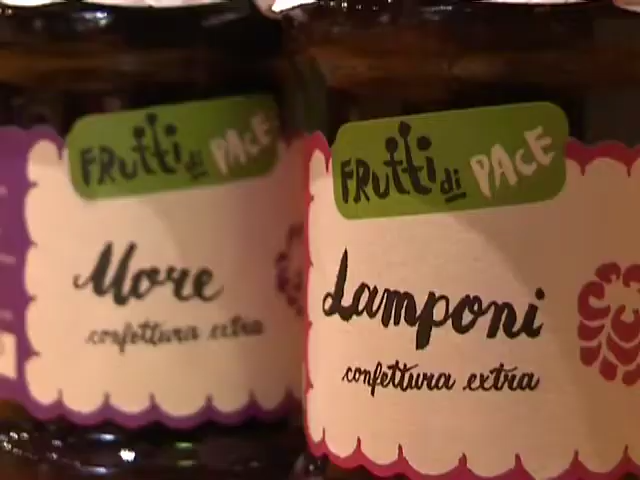 FRutti di PACE
More
confettura extra
FRutti di PACE
Lamponi
confettura extra